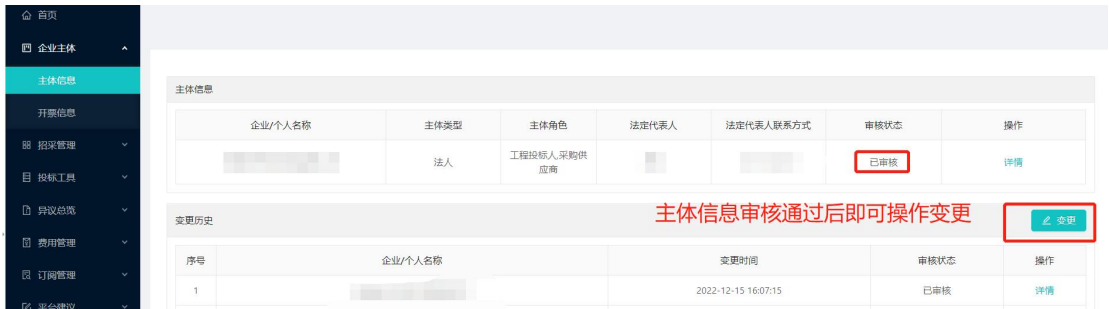 首页
企业主体
主体信息
开票信息
招采管理
投标工具
异议总览
费用管理
订阅管理
平台建议
主体信息
企业/个人名称 主体类型 主体角色 法定代表人 法定代表人联系方式 审核状态 操作
法人 工程投标人,采购供应商 已审核 详情
主体信息审核通过后即可操作变更
变更历史 变更
序号 企业/个人名称 变更时间 审核状态 操作
1 2022-12-15 16:07:15 已审核 详情